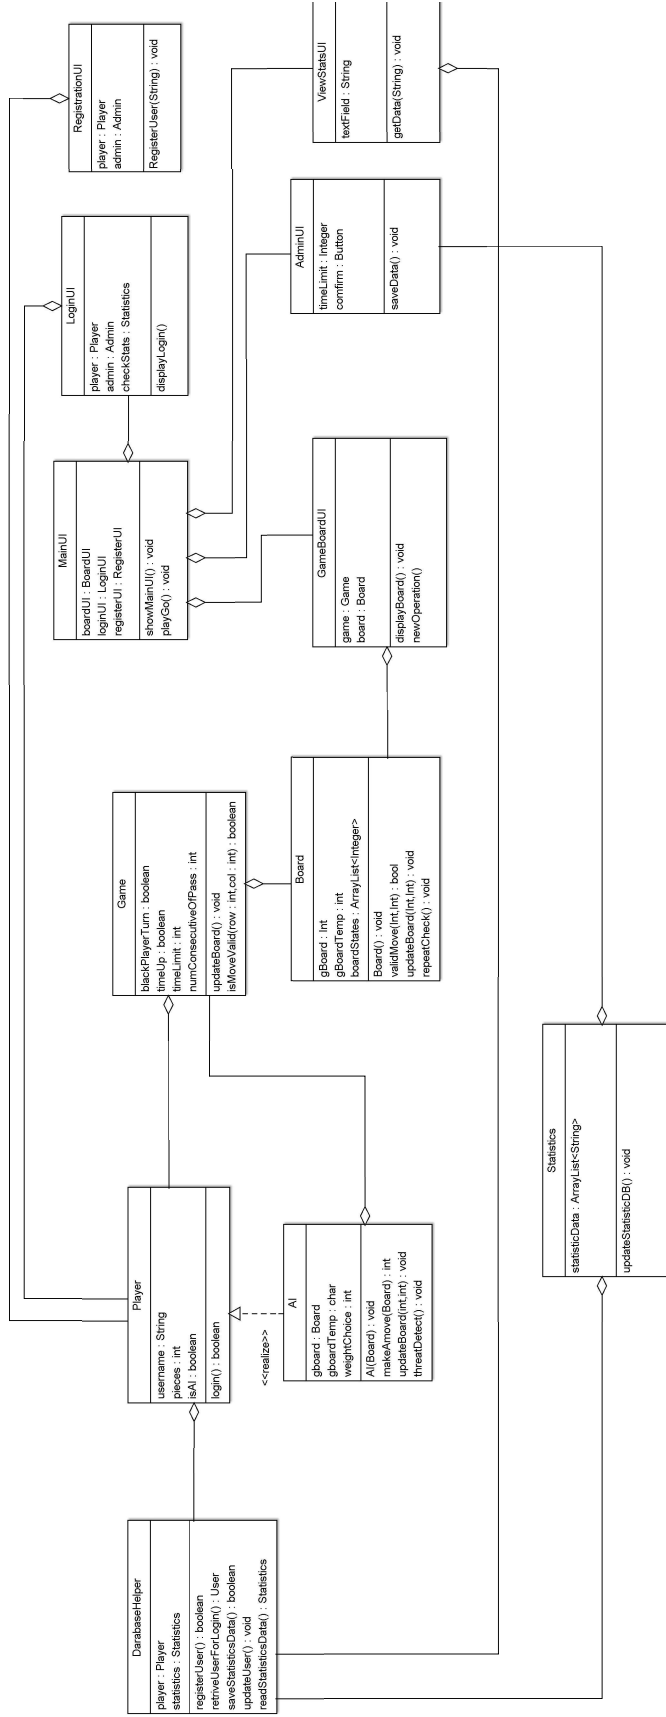 DarabaseHelper
player : Player
statistics : Statistics
registerUser() : boolean
retriveUserForLogin() : User
saveStatisticsData() : boolean
updateUser() : void
readStatisticsData() : Statistics
Player
username : String
pieces : int
isAI : boolean
login() : boolean
<<realize>>
AI
gboard : Board
gboardTemp : char
weightChoice : int
AI(Board) : void
makeAmove(Board) : int
updateBoard(int,int) : void
threatDetect() : void
Statistics
statisticData : ArrayList<String>
updateStatisticDB() : void
Game
blackPlayerTurn : boolean
timeUp : boolean
timeLimit : int
numConsecutiveOfPass : int
updateBoard() : void
isMoveValid(row : int,col : int) : boolean
Board
gBoard : Int
gBoardTemp : int
boardStates : ArrayList<Integer>
Board() : void
validMove(Int,Int) : bool
updateBoard(Int,Int) : void
repeatCheck() : void
MainUI
boardUI : BoardUI
loginUI : LoginUI
registerUI : RegisterUI
showMainUI() : void
playGo() : void
GameBoardUI
game : Game
board : Board
displayBoard() : void
newOperation()
LoginUI
player : Player
admin : Admin
checkStats : Statistics
displayLogin()
AdminUI
timeLimit : Integer
comfirm : Button
saveData() : void
RegistrationUI
player : Player
admin : Admin
RegisterUser(String) : void
ViewStatsUI
textField : String
getData(String) : void